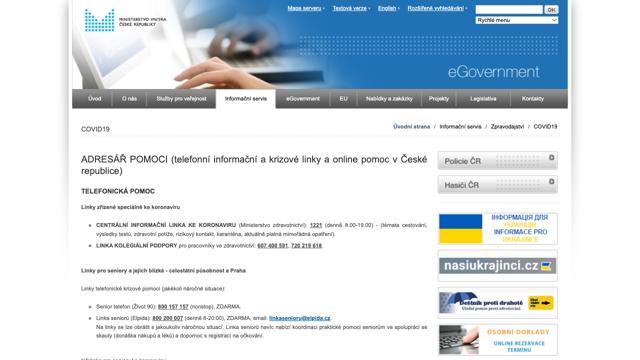 MINISTERSTVO VNITRA
ČESKÉ REPUBLIKY
Mapa serveru Textová verze English Rozšířené vyhledávání OK
Rychlé menu
eGovernment
Úvod O nás Služby pro veřejnost Informační servis eGovernment EU Nabídky a zakázky Projekty Legislativa Kontakty
COVID19
Úvodní strana / Informační servis / Zpravodajství / COVID19
ADRESÁŘ POMOCI (telefonní informační a krizové linky a online pomoc v České
republice)
TELEFONICKÁ POMOC
Linky zřízené speciálně ke koronaviru
CENTRÁLNÍ INFORMAČNÍ LINKA KE KORONAVIRU (Ministerstvo zdravotnictví): 1221 (denně 8.00-19.00) - (témata cestování,
výsledky testů, zdravotní potíže, rizikový kontakt, karanténa, aktuálně platná mimořádná opatření).
LINKA KOLEGIÁLNÍ PODPORY pro pracovníky ve zdravotnictví: 607 400 591, 720 219 618.
Linky pro seniory a jejich blízké - celostátní působnost a Praha
Linky telefonické krizové pomoci (jakékoli náročné situace):
Senior telefon (Život 90): 800 157 157 (nonstop), ZDARMA.
Linka seniorů (Elpida): 800 200 007 (denně 8-20:00), ZDARMA, email: linkasenioru@elpida.cz.
Na linky se lze obrátit v jakoukoliv náročnou situací. Linka seniorů navíc nabízí koordinaci praktické pomoci seniorům ve spolupráci se
skauty (donáška nákupů a léků) a dopomoc s registrací na očkování.
Policie ČR
Hasiči ČR
ІНФОРМАЦІЯ ДЛЯ
УКРАЇНЦІВ
INFORMACE PRO
UKRAJINCE
nasiukrajinci.cz
Deštník proti drahotě
OSOBNÍ DOKLADY
ONLINE REZERVACE
TERMÍNU